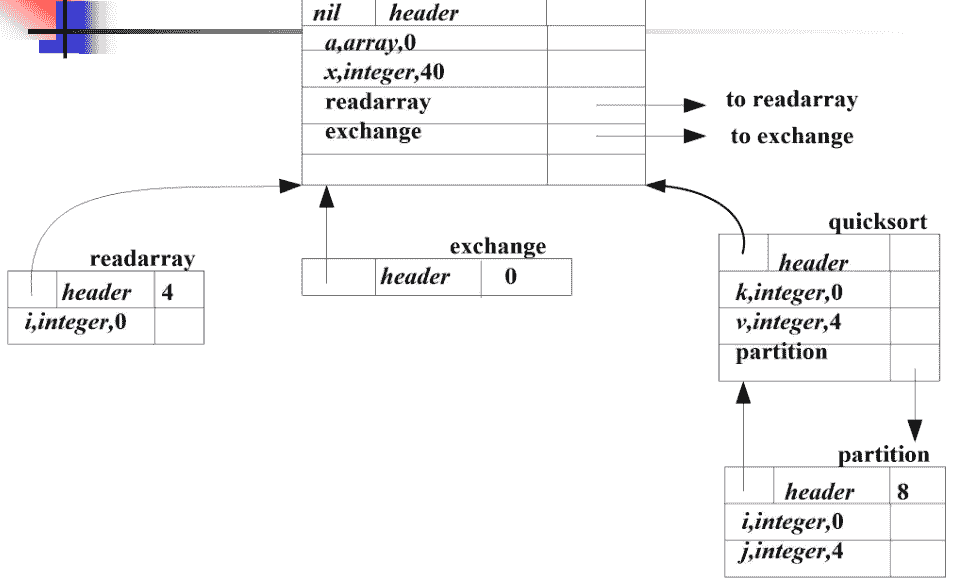 nil header
a,array,0
x,integer,40
readarray
to readarray
exchange
to exchange
readarray
header 4
i,integer,0
exchange
header 0
quicksort
header
k,integer,0
v,integer,4
partition
partition
header 8
i,integer,0
j,integer,4